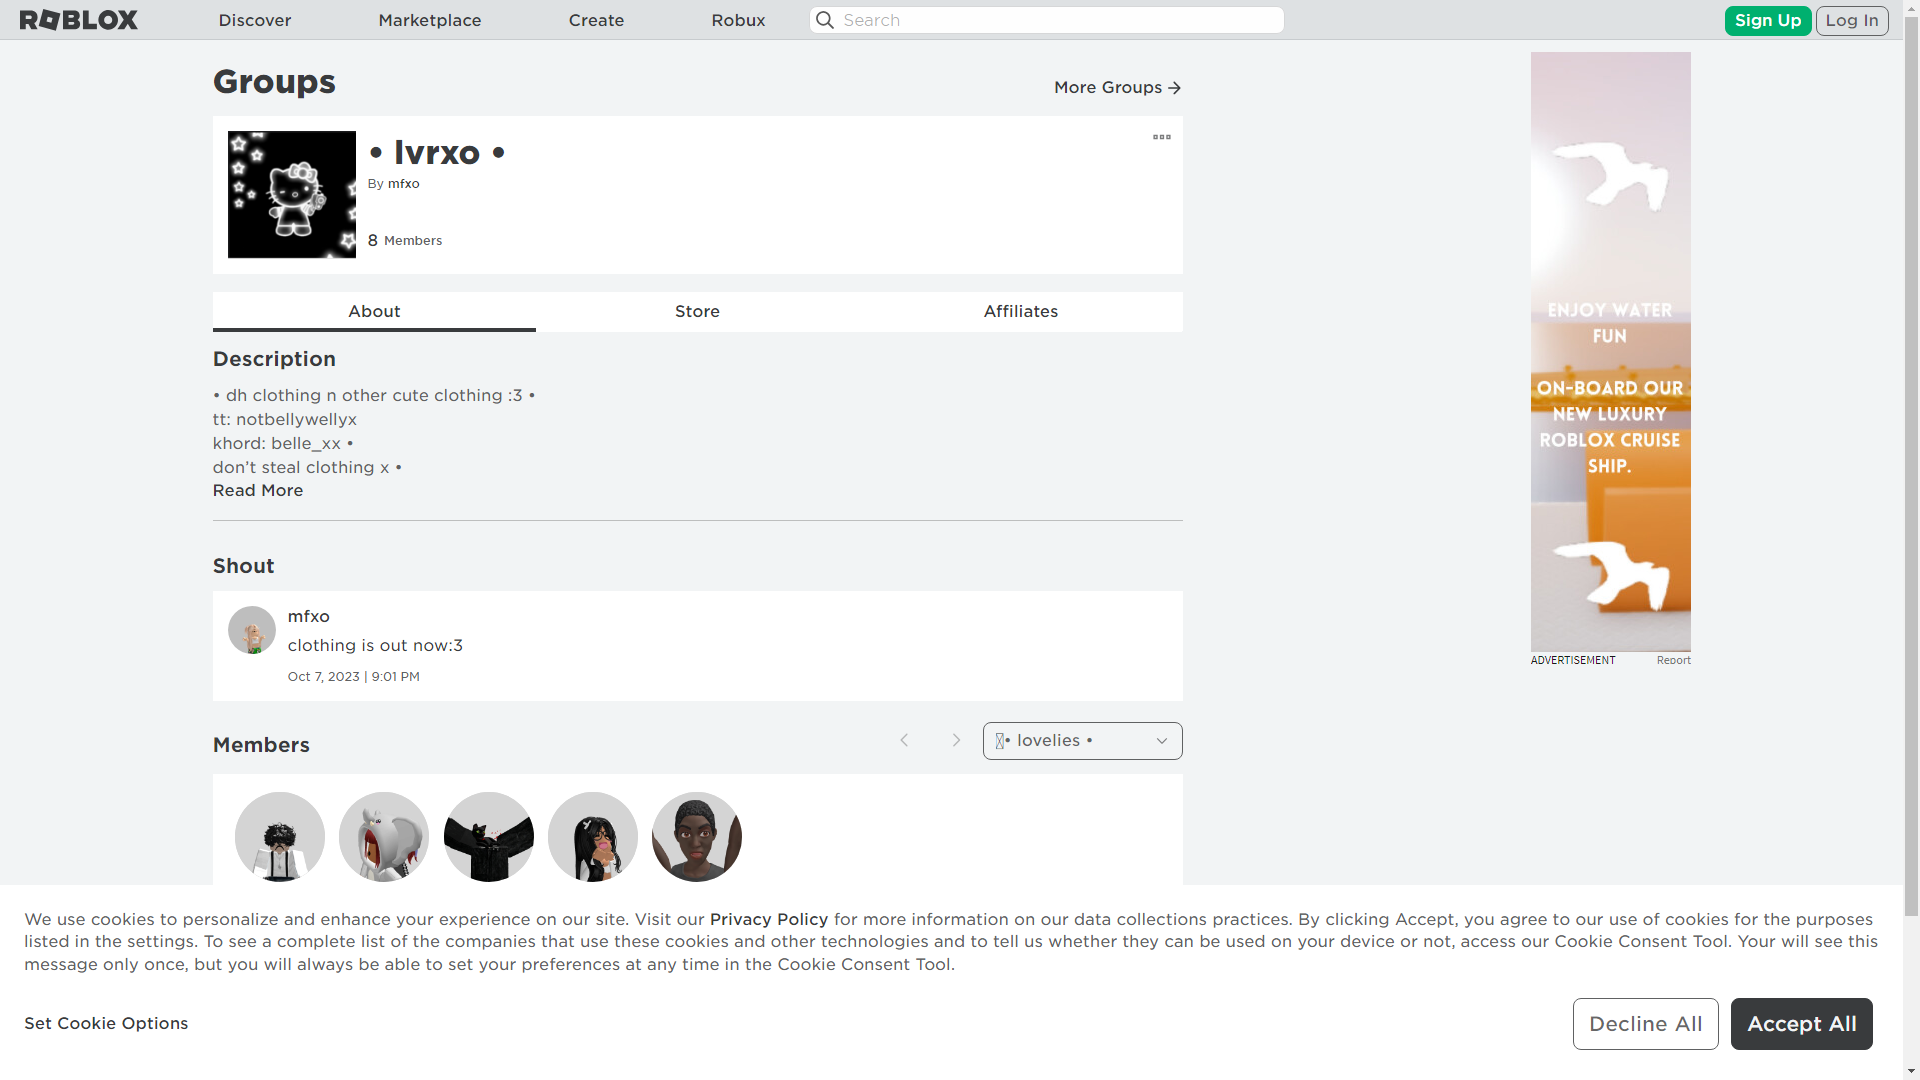 ROBLOX
Discover
Marketplace
Create
Robux
Search
Sign Up
Log In
Groups
More Groups
• lvrxo •
By mfxo
8 Members
About
Store
Affiliates
Description
• dh clothing n other cute clothing :3 •
tt: notbellywellyx
khord: belle_xx •
don’t steal clothing x •
Read More
Shout
mfxo
clothing is out now:3
Oct 7, 2023 | 9:01 PM
Members
• lovelies •
ENJOY WATER
FUN
ON-BOARD OUR
NEW LUXURY
ROBLOX CRUISE
SHIP.
ADVERTISEMENT
Report
We use cookies to personalize and enhance your experience on our site. Visit our Privacy Policy for more information on our data collections practices. By clicking Accept, you agree to our use of cookies for the purposes
listed in the settings. To see a complete list of the companies that use these cookies and other technologies and to tell us whether they can be used on your device or not, access our Cookie Consent Tool. Your will see this
message only once, but you will always be able to set your preferences at any time in the Cookie Consent Tool.
Set Cookie Options
Decline All
Accept All